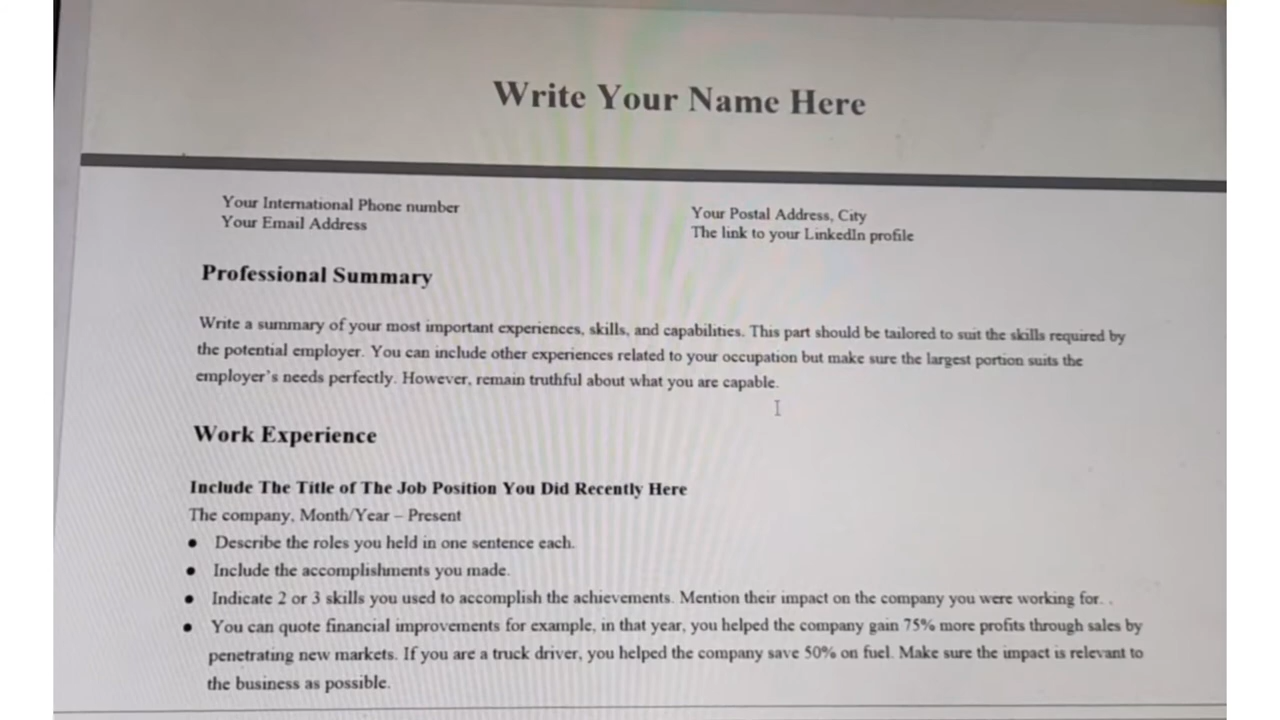 Write Your Name Here
Your International Phone number
Your Email Address
Your Postal Address, City
The link to your LinkedIn profile
Professional Summary
Write a summary of your most important experiences, skills, and capabilities. This part should be tailored to suit the skills required by
the potential employer. You can include other experiences related to your occupation but make sure the largest portion suits the
employer's needs perfectly. However, remain truthful about what you are capable.
Work Experience
Include The Title of The Job Position You Did Recently Here
The company, Month/Year – Present
● Describe the roles you held in one sentence each.
● Include the accomplishments you made.
● Indicate 2 or 3 skills you used to accomplish the achievements. Mention their impact on the company you were working for. .
● You can quote financial improvements for example, in that year, you helped the company gain 75% more profits through sales by
penetrating new markets. If you are a truck driver, you helped the company save 50% on fuel. Make sure the impact is relevant to
the business as possible.